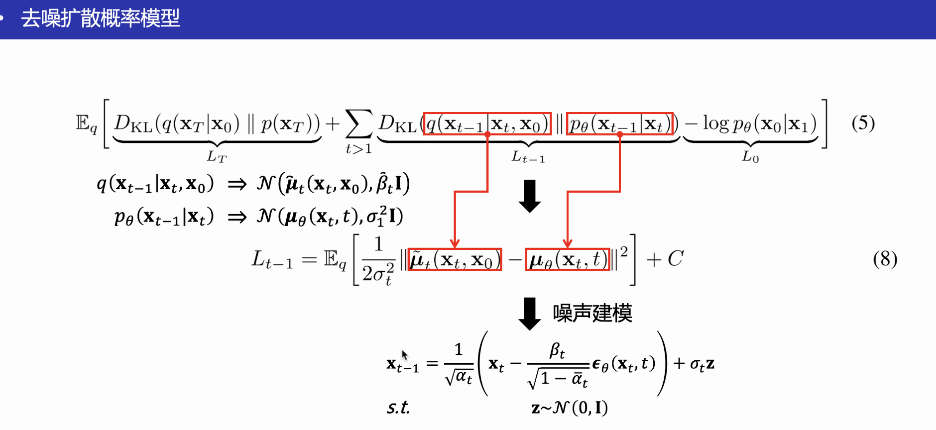 • 去噪扩散概率模型
$\mathbb{E}_q\Big[\underbrace{D_{\mathrm{KL}}(q(\mathbf{x}_T|\mathbf{x}_0)\parallel p(\mathbf{x}_T))}_{L_T}+\sum_{t>1}\underbrace{D_{\mathrm{KL}}(q(\mathbf{x}_{t-1}|\mathbf{x}_t,\mathbf{x}_0)\parallel p_\theta(\mathbf{x}_{t-1}|\mathbf{x}_t))}_{L_{t-1}}\underbrace{-\log p_\theta(\mathbf{x}_0|\mathbf{x}_1)}_{L_0}\Big]$ (5)
$q(\mathbf{x}_{t-1}|\mathbf{x}_t,\mathbf{x}_0) \Rightarrow \mathcal{N}(\tilde{\boldsymbol{\mu}}_t(\mathbf{x}_t,\mathbf{x}_0),\tilde{\beta}_t\mathbf{I})$
$p_\theta(\mathbf{x}_{t-1}|\mathbf{x}_t) \Rightarrow \mathcal{N}(\boldsymbol{\mu}_\theta(\mathbf{x}_t,t),\sigma_1^2\mathbf{I})$
$L_{t-1}=\mathbb{E}_q\left[\frac{1}{2\sigma_t^2}\|\tilde{\boldsymbol{\mu}}_t(\mathbf{x}_t,\mathbf{x}_0)-\boldsymbol{\mu}_\theta(\mathbf{x}_t,t)\|^2\right]+C$ (8)
噪声建模
$\mathbf{x}_{t-1}=\frac{1}{\sqrt{\alpha_t}}\left(\mathbf{x}_t-\frac{\beta_t}{\sqrt{1-\bar{\alpha}_t}}\boldsymbol{\epsilon}_\theta(\mathbf{x}_t,t)\right)+\sigma_t\mathbf{z}$
s.t. $\mathbf{z}\sim\mathcal{N}(0,\mathbf{I})$